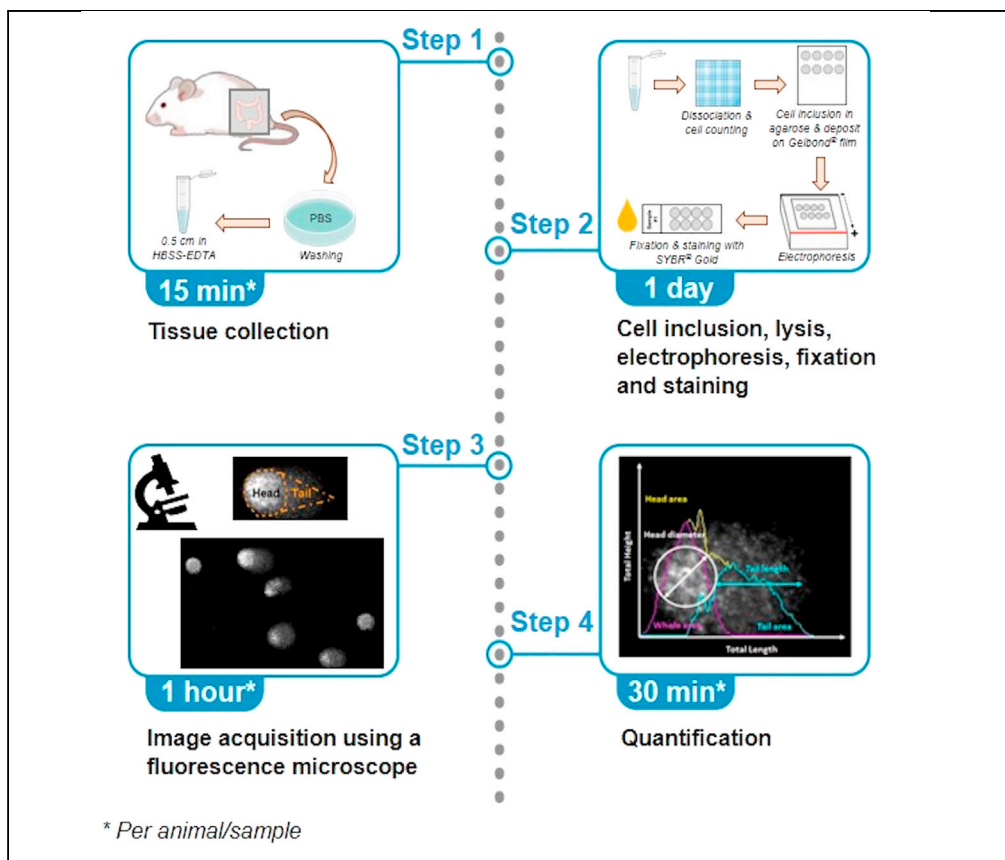 Step 1
PBS
0.5 cm in
HBSS-EDTA
Washing
15 min*
Tissue collection
Step 2
Dissociation &
cell counting
Cell inclusion in
agarose & deposit
on Gelbond® film
Fixation & staining with
SYBR® Gold
+
Electrophoresis
1 day
Cell inclusion, lysis,
electrophoresis, fixation
and staining
Step 3
Head
Tail
1 hour*
Image acquisition using a
fluorescence microscope
Step 4
Total Height
Head area
Head diameter
Tail length
Whole area
Tail area
Total Length
30 min*
Quantification
* Per animal/sample